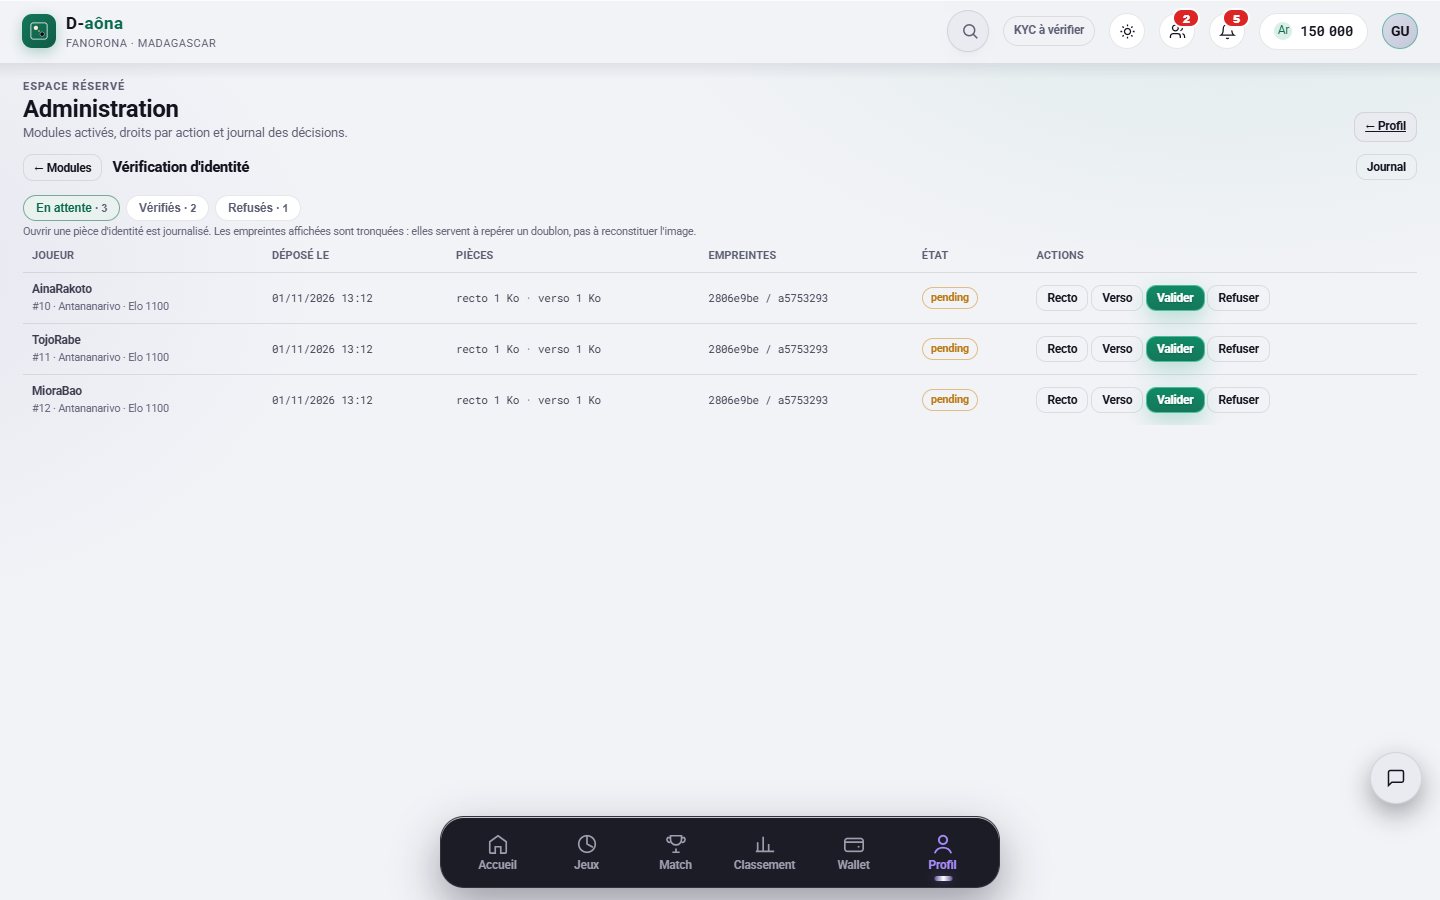 D-aôna
FANORONA · MADAGASCAR
KYC à vérifier
2
5
Ar 150 000
GU
ESPACE RÉSERVÉ
Administration
Modules activés, droits par action et journal des décisions.
← Profil
← Modules
Vérification d'identité
Journal
En attente · 3
Vérifiés · 2
Refusés · 1
Ouvrir une pièce d'identité est journalisé. Les empreintes affichées sont tronquées : elles servent à repérer un doublon, pas à reconstituer l'image.
JOUEUR DÉPOSÉ LE PIÈCES EMPREINTES ÉTAT ACTIONS
AinaRakoto
#10 · Antananarivo · Elo 1100
01/11/2026 13:12 recto 1 Ko · verso 1 Ko 2806e9be / a5753293 pending Recto Verso Valider Refuser
TojoRabe
#11 · Antananarivo · Elo 1100
01/11/2026 13:12 recto 1 Ko · verso 1 Ko 2806e9be / a5753293 pending Recto Verso Valider Refuser
MioraBao
#12 · Antananarivo · Elo 1100
01/11/2026 13:12 recto 1 Ko · verso 1 Ko 2806e9be / a5753293 pending Recto Verso Valider Refuser
Accueil Jeux Match Classement Wallet Profil